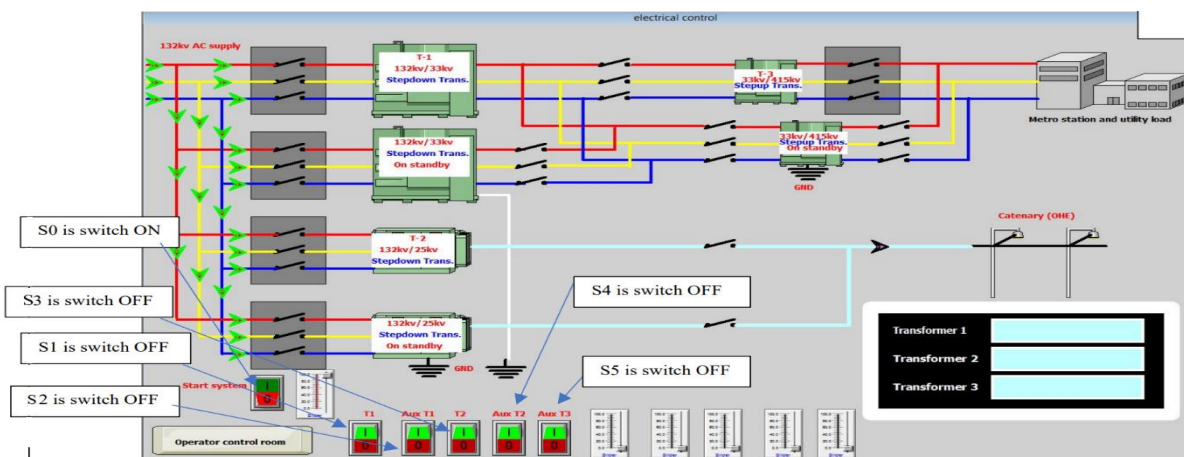 electrical control
132kv AC supply
T-1
132kv/33kv
Stepdown Trans.
T-3
33kv/415kv
Stepup Trans.
Metro station and utility load
132kv/33kv
Stepdown Trans.
On standby
33kv/415kv
Stepup Trans.
On standby
GND
S0 is switch ON
T-2
132kv/25kv
Stepdown Trans.
Catenary (OHE)
S3 is switch OFF
S4 is switch OFF
132kv/25kv
Stepdown Trans.
On standby
S1 is switch OFF
GND
S5 is switch OFF
Transformer 1
Transformer 2
Transformer 3
Start system
S2 is switch OFF
T1
Aux T1
T2
Aux T2
Aux T3
Operator control room